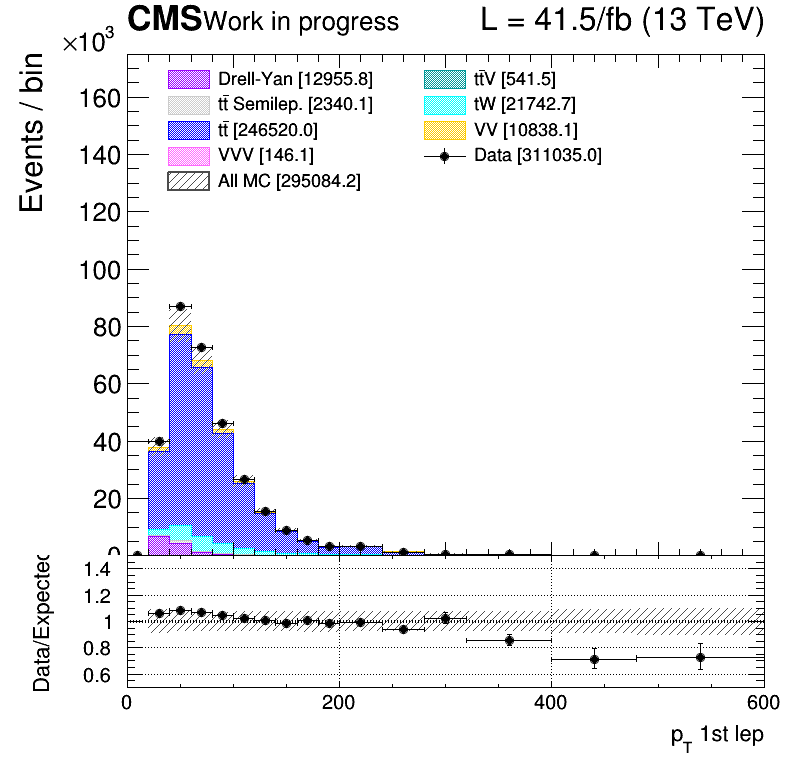 CMS Work in progress L = 41.5/fb (13 TeV)
×10³
Events / bin
Drell-Yan [12955.8]
tt̄ Semilep. [2340.1]
tt̄ [246520.0]
VVV [146.1]
All MC [295084.2]
tt̄V [541.5]
tW [21742.7]
VV [10838.1]
Data [311035.0]
160
140
120
100
80
60
40
20
0
Data/Expected
1.4
1.2
1
0.8
0.6
0 200 400 600
p_T 1st lep